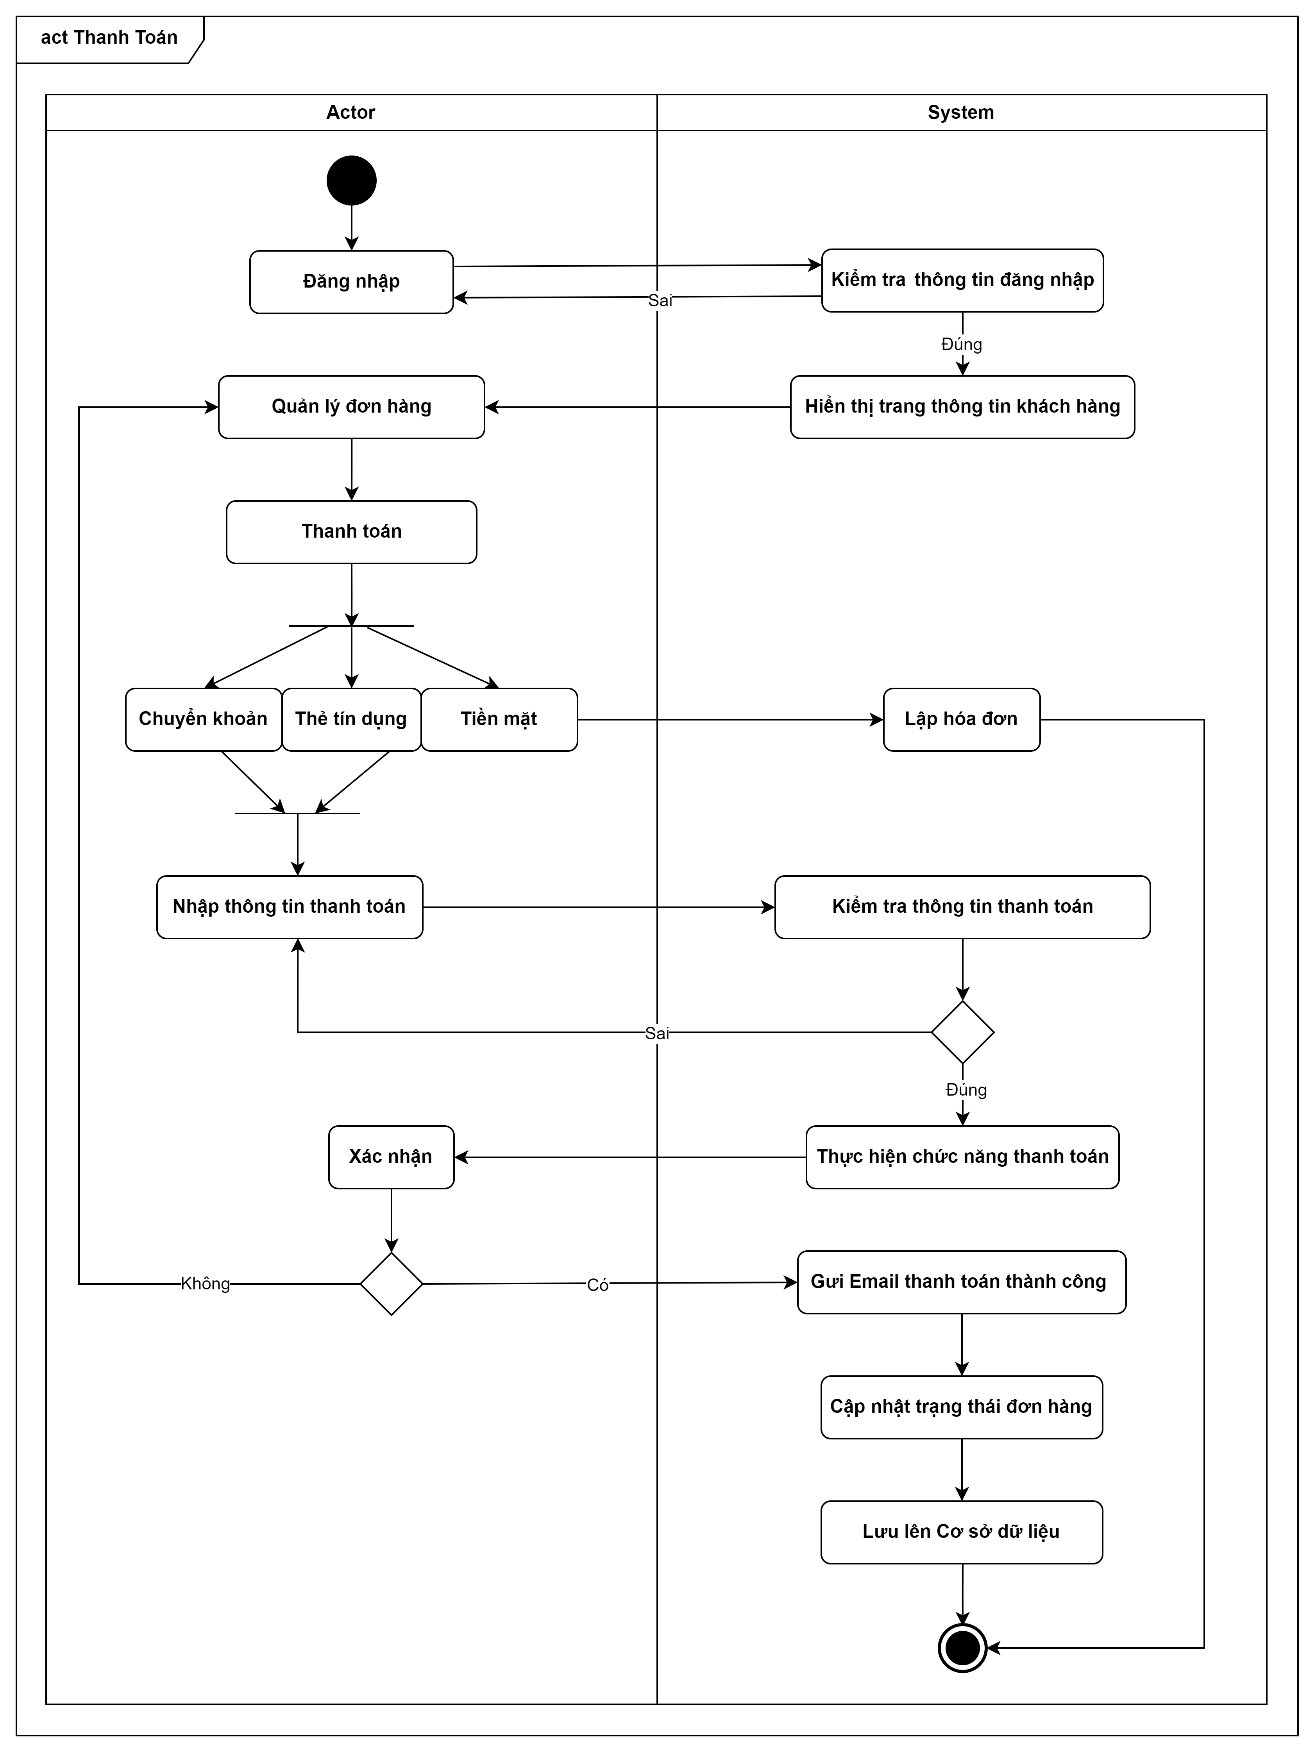 act Thanh Toán
Actor
System
Đăng nhập
Kiểm tra thông tin đăng nhập
Sai
Đúng
Quản lý đơn hàng
Hiển thị trang thông tin khách hàng
Thanh toán
Chuyển khoản
Thẻ tín dụng
Tiền mặt
Lập hóa đơn
Nhập thông tin thanh toán
Kiểm tra thông tin thanh toán
Sai
Đúng
Xác nhận
Thực hiện chức năng thanh toán
Không
Có
Gưi Email thanh toán thành công
Cập nhật trạng thái đơn hàng
Lưu lên Cơ sở dữ liệu